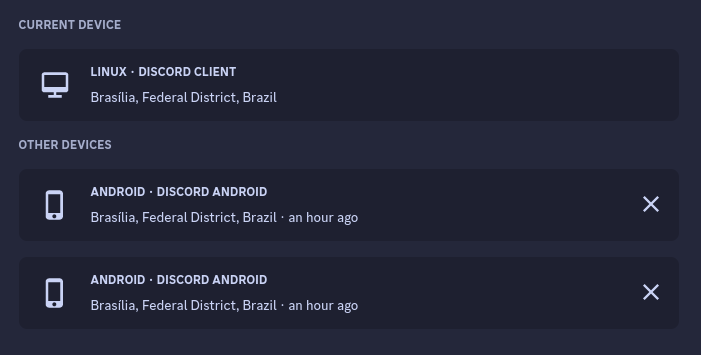 CURRENT DEVICE
LINUX · DISCORD CLIENT
Brasília, Federal District, Brazil
OTHER DEVICES
ANDROID · DISCORD ANDROID
Brasília, Federal District, Brazil · an hour ago
ANDROID · DISCORD ANDROID
Brasília, Federal District, Brazil · an hour ago